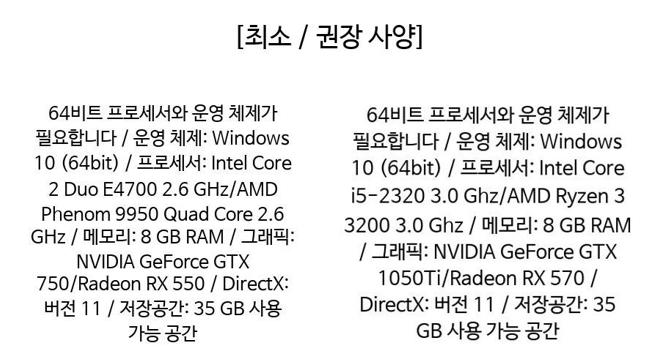 [최소 / 권장 사양]
64비트 프로세서와 운영 체제가
필요합니다 / 운영 체제: Windows
10 (64bit) / 프로세서: Intel Core
2 Duo E4700 2.6 GHz/AMD
Phenom 9950 Quad Core 2.6
GHz / 메모리: 8 GB RAM / 그래픽:
NVIDIA GeForce GTX
750/Radeon RX 550 / DirectX:
버전 11 / 저장공간: 35 GB 사용
가능 공간
64비트 프로세서와 운영 체제가
필요합니다 / 운영 체제: Windows
10 (64bit) / 프로세서: Intel Core
i5-2320 3.0 Ghz/AMD Ryzen 3
3200 3.0 Ghz / 메모리: 8 GB RAM
/ 그래픽: NVIDIA GeForce GTX
1050Ti/Radeon RX 570 /
DirectX: 버전 11 / 저장공간: 35
GB 사용 가능 공간